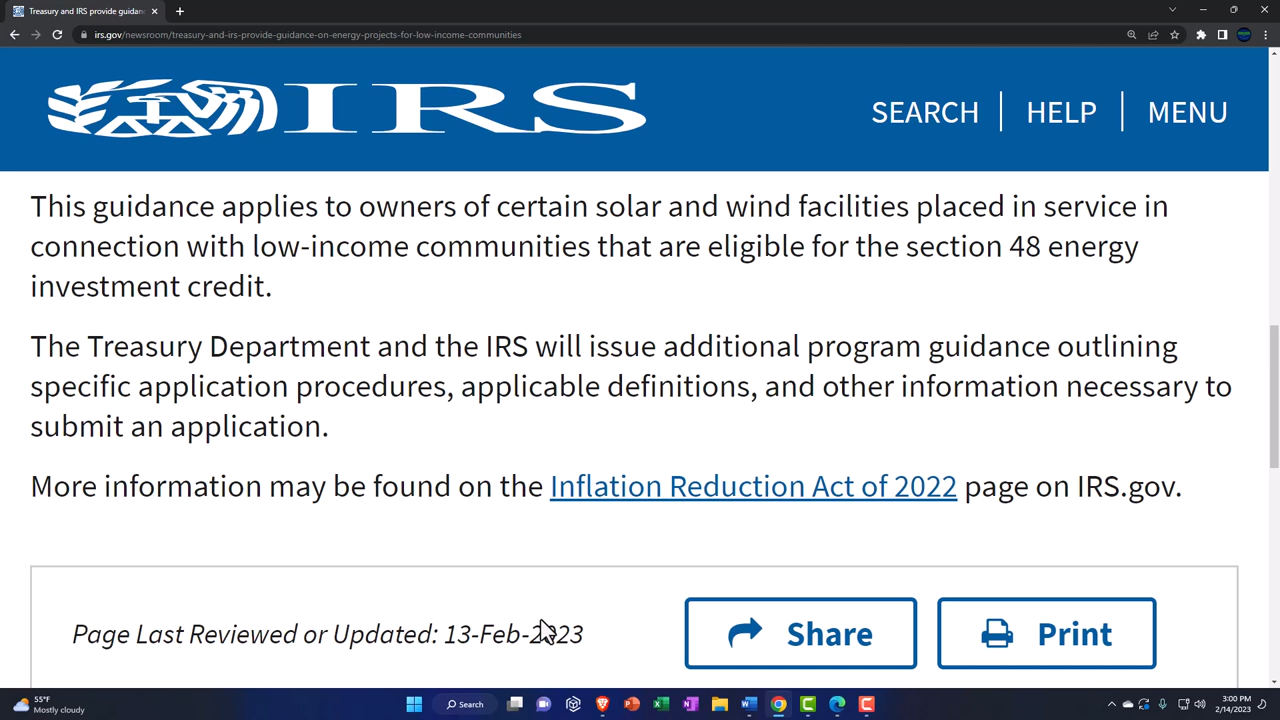 Treasury and IRS provide guidanc
irs.gov/newsroom/treasury-and-irs-provide-guidance-on-energy-projects-for-low-income-communities
IRS
SEARCH
HELP
MENU
This guidance applies to owners of certain solar and wind facilities placed in service in
connection with low-income communities that are eligible for the section 48 energy
investment credit.
The Treasury Department and the IRS will issue additional program guidance outlining
specific application procedures, applicable definitions, and other information necessary to
submit an application.
More information may be found on the Inflation Reduction Act of 2022 page on IRS.gov.
Page Last Reviewed or Updated: 13-Feb-2023
Share
Print
55°F
Mostly cloudy
Search
3:00 PM
2/14/2023